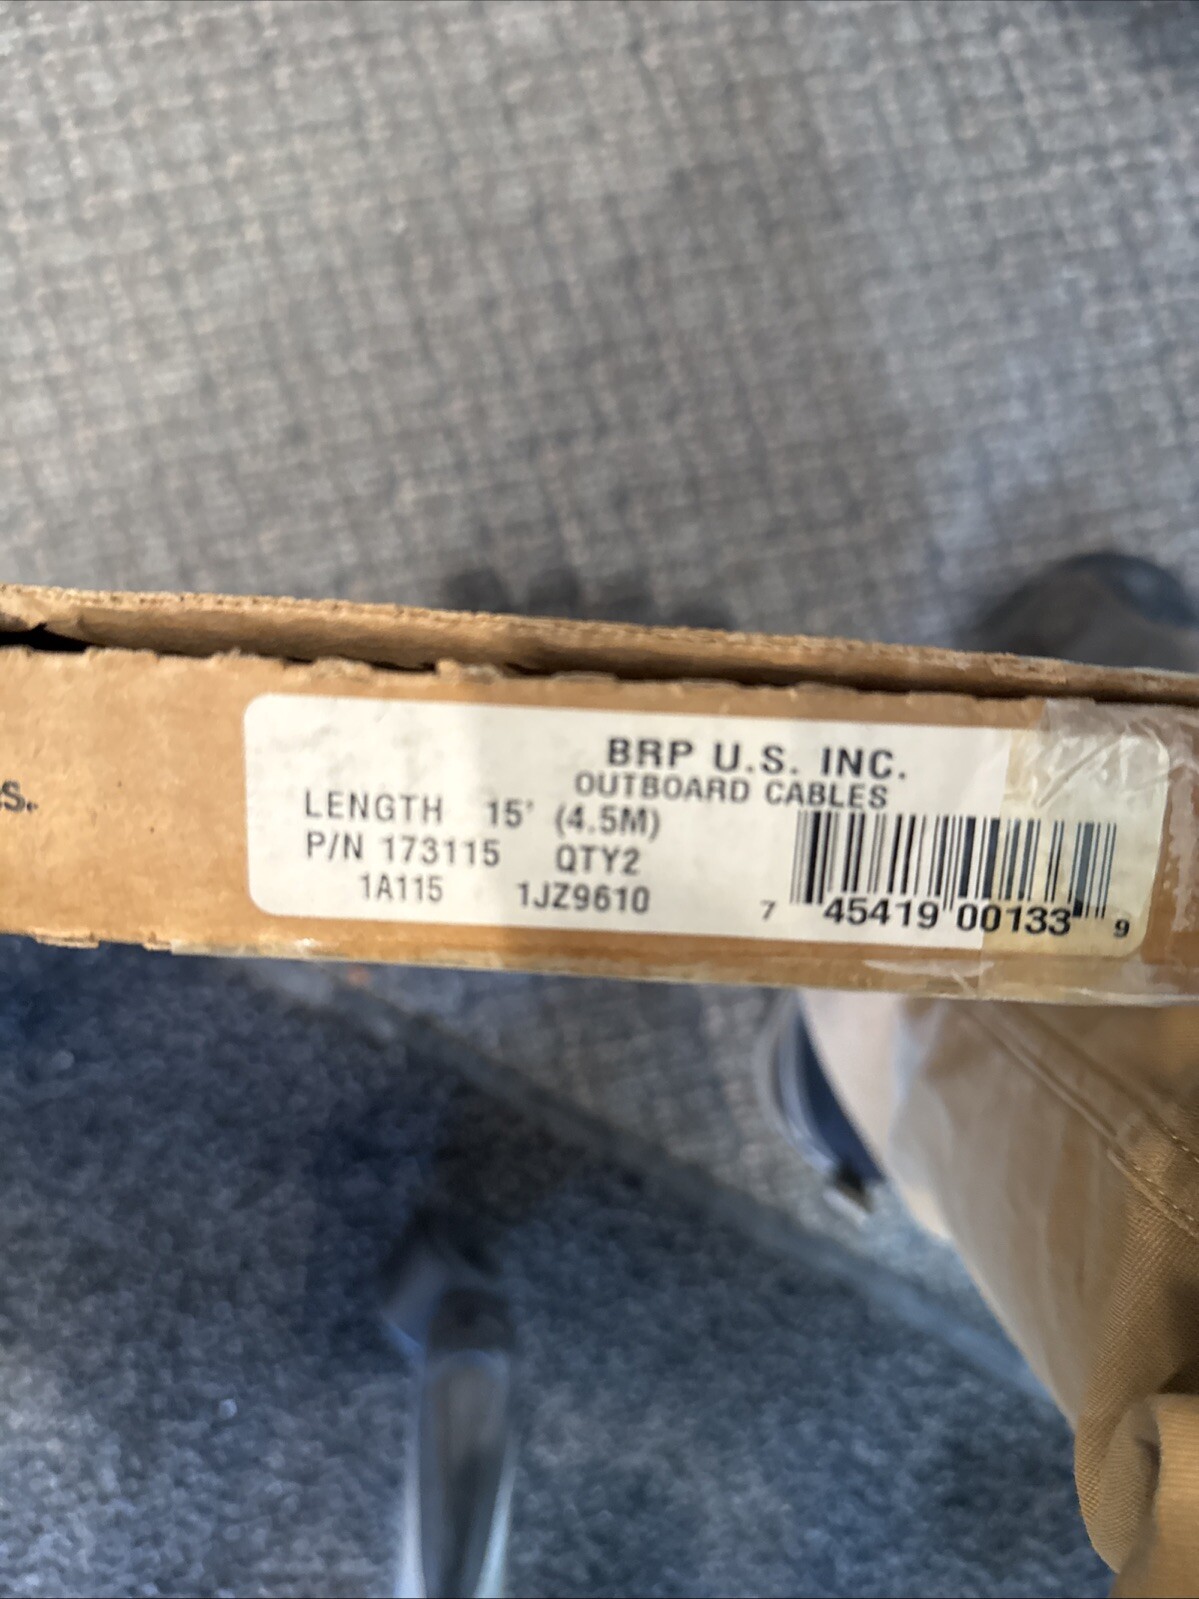 s.
BRP U.S. INC.
OUTBOARD CABLES
LENGTH 15' (4.5M)
P/N 173115 QTY2
1A115 1JZ9610
7 45419 00133 9